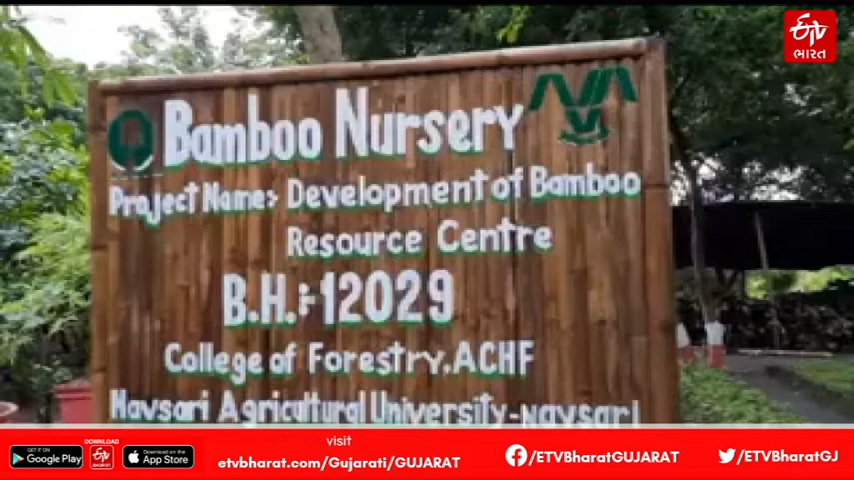 etv
ભારત
Bamboo Nursery
Project Name:- Development of Bamboo
Resource Centre
B.H:-12029
College of Forestry, ACHF
Navsari Agricultural University-Navsari
GET IT ON
Google Play
DOWNLOAD
etv
Download on the
App Store
visit
etvbharat.com/Gujarati/GUJARAT
/ETVBharatGUJARAT
/ETVBharatGJ